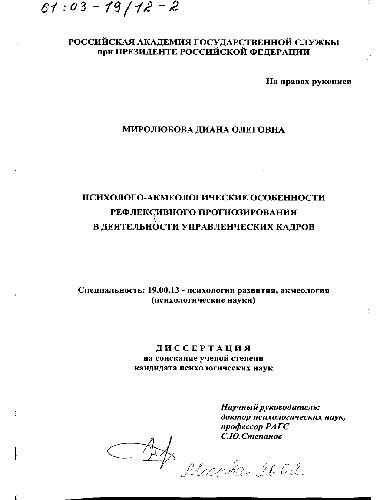 61:03-19/12-2
РОССИЙСКАЯ АКАДЕМИЯ ГОСУДАРСТВЕННОЙ СЛУЖБЫ
при ПРЕЗИДЕНТЕ РОССИЙСКОЙ ФЕДЕРАЦИИ
На правах рукописи
МИРОЛЮБОВА ДИАНА ОЛЕГОВНА
ПСИХОЛОГО-АКМЕОЛОГИЧЕСКИЕ ОСОБЕННОСТИ
РЕФЛЕКСИВНОГО ПРОГНОЗИРОВАНИЯ
В ДЕЯТЕЛЬНОСТИ УПРАВЛЕНЧЕСКИХ КАДРОВ
Специальность: 19.00.13 - психология развития, акмеология
(психологические науки)
ДИССЕРТАЦИЯ
на соискание ученой степени
кандидата психологических наук
Научный руководитель:
доктор психологических наук,
профессор РАГС
С.Ю.Степанов
Москва 2002